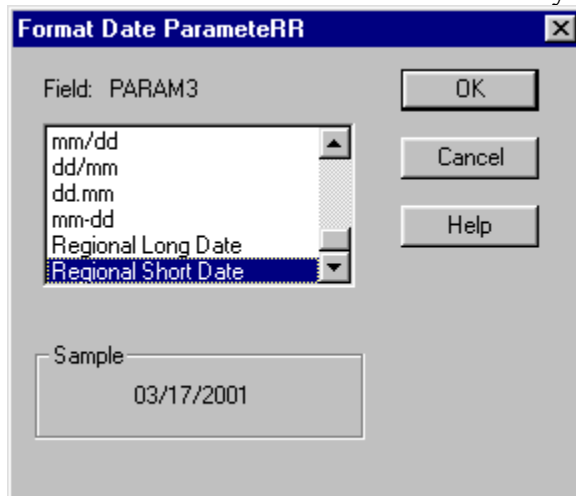 Format Date ParameteRR
Field: PARAM3
OK
mm/dd
dd/mm
Cancel
dd.mm
mm-dd
Help
Regional Long Date
Regional Short Date
Sample
03/17/2001